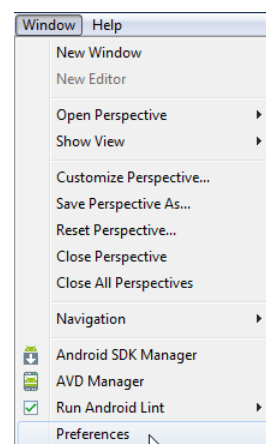 Window Help
New Window
New Editor
Open Perspective
Show View
Customize Perspective...
Save Perspective As...
Reset Perspective...
Close Perspective
Close All Perspectives
Navigation
Android SDK Manager
AVD Manager
Run Android Lint
Preferences